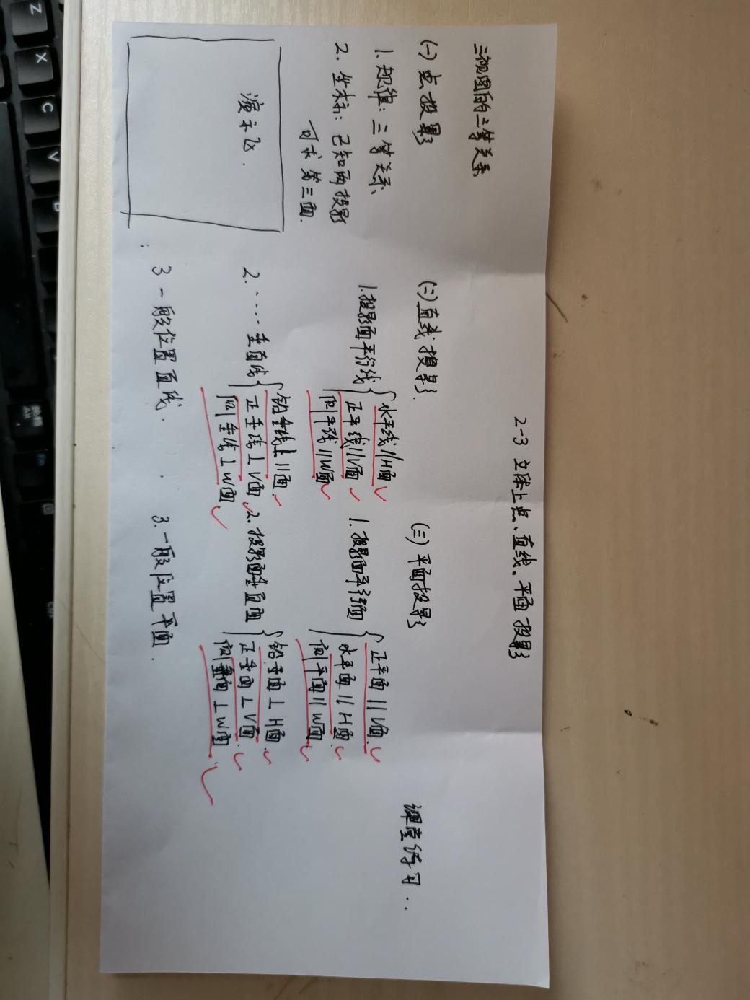 2-3 立体上点、直线、平面投影
三视图的三等关系
(一) 点投影
1. 规律: 三等关系
2. 坐标: 已知两投影
可求第三面.
演示区.
(二) 直线投影.
1. 投影面平行线
水平线//H面
正平线//V面
侧平线//W面
2. ..... 垂直线
铅垂线⊥H面
正垂线⊥V面
侧垂线⊥W面
3 一般位置直线.
(三) 平面投影
1. 投影面平行面
正平面 // V面.
水平面 // H面
侧平面 // W面
2. 投影面垂直面
铅垂面 ⊥ H面
正垂面 ⊥ V面
侧垂面 ⊥ W面
3. 一般位置平面.
课堂练习..
Z
X
C
V
B